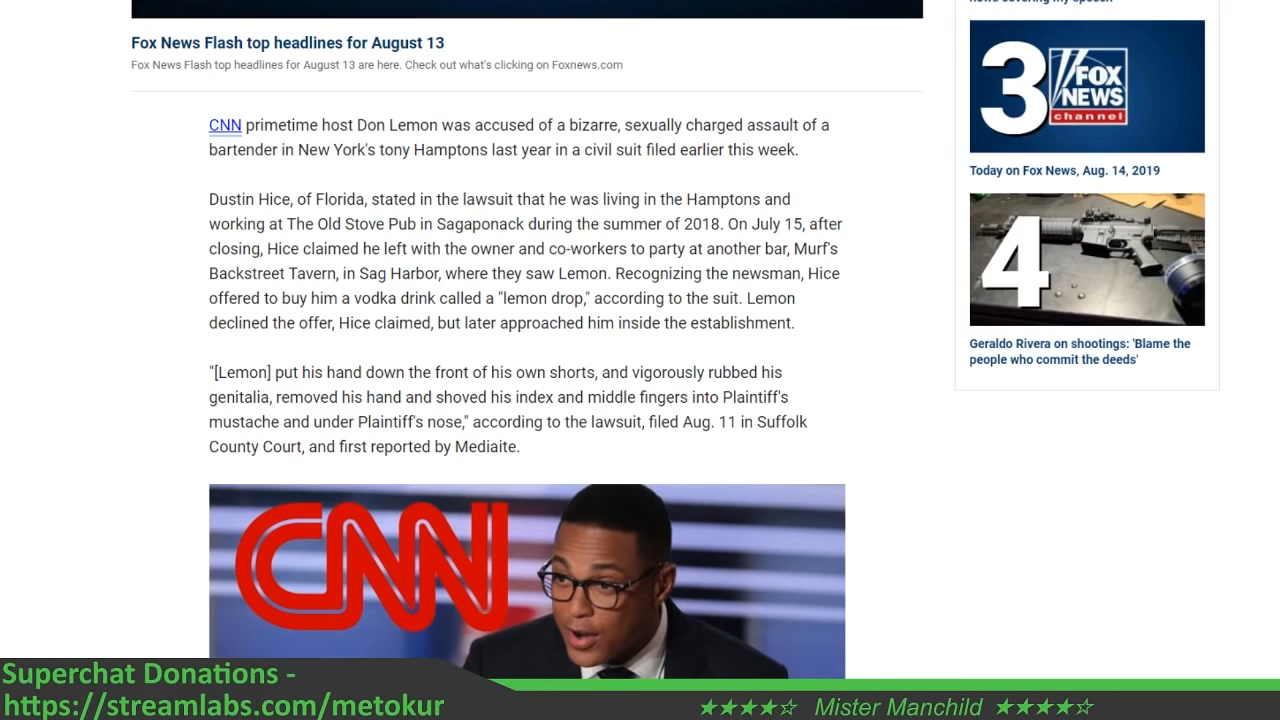 news covering my speech
Fox News Flash top headlines for August 13
Fox News Flash top headlines for August 13 are here. Check out what's clicking on Foxnews.com
CNN primetime host Don Lemon was accused of a bizarre, sexually charged assault of a
bartender in New York's tony Hamptons last year in a civil suit filed earlier this week.
Dustin Hice, of Florida, stated in the lawsuit that he was living in the Hamptons and
working at The Old Stove Pub in Sagaponack during the summer of 2018. On July 15, after
closing, Hice claimed he left with the owner and co-workers to party at another bar, Murf's
Backstreet Tavern, in Sag Harbor, where they saw Lemon. Recognizing the newsman, Hice
offered to buy him a vodka drink called a "lemon drop," according to the suit. Lemon
declined the offer, Hice claimed, but later approached him inside the establishment.
"[Lemon] put his hand down the front of his own shorts, and vigorously rubbed his
genitalia, removed his hand and shoved his index and middle fingers into Plaintiff's
mustache and under Plaintiff's nose," according to the lawsuit, filed Aug. 11 in Suffolk
County Court, and first reported by Mediaite.
CNN
3
FOX
NEWS
channel
Today on Fox News, Aug. 14, 2019
4
Geraldo Rivera on shootings: 'Blame the
people who commit the deeds'
Superchat Donations -
https://streamlabs.com/metokur
★★★★☆ Mister Manchild ★★★★☆